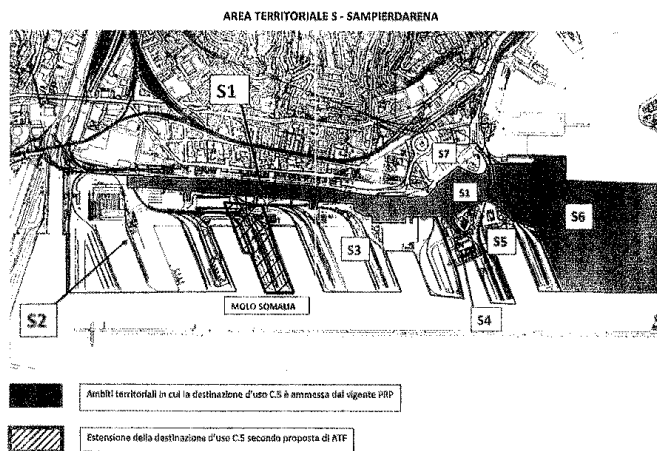 AREA TERRITORIALE S - SAMPIERDARENA
S1
S7
S1
S6
S3
S5
S2
MOLO SOMALIA
S4
Ambiti territoriali in cui la destinazione d'uso C.5 è ammessa dal vigente PRP
Estensione della destinazione d'uso C.5 secondo proposta di ATF